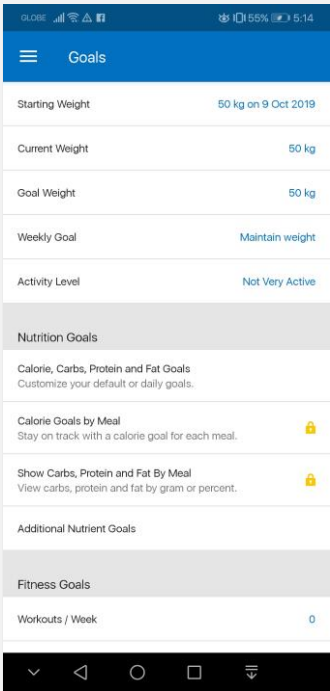 GLOBE 55% 5:14
Goals
Starting Weight 50 kg on 9 Oct 2019
Current Weight 50 kg
Goal Weight 50 kg
Weekly Goal Maintain weight
Activity Level Not Very Active
Nutrition Goals
Calorie, Carbs, Protein and Fat Goals
Customize your default or daily goals.
Calorie Goals by Meal
Stay on track with a calorie goal for each meal.
Show Carbs, Protein and Fat By Meal
View carbs, protein and fat by gram or percent.
Additional Nutrient Goals
Fitness Goals
Workouts / Week 0